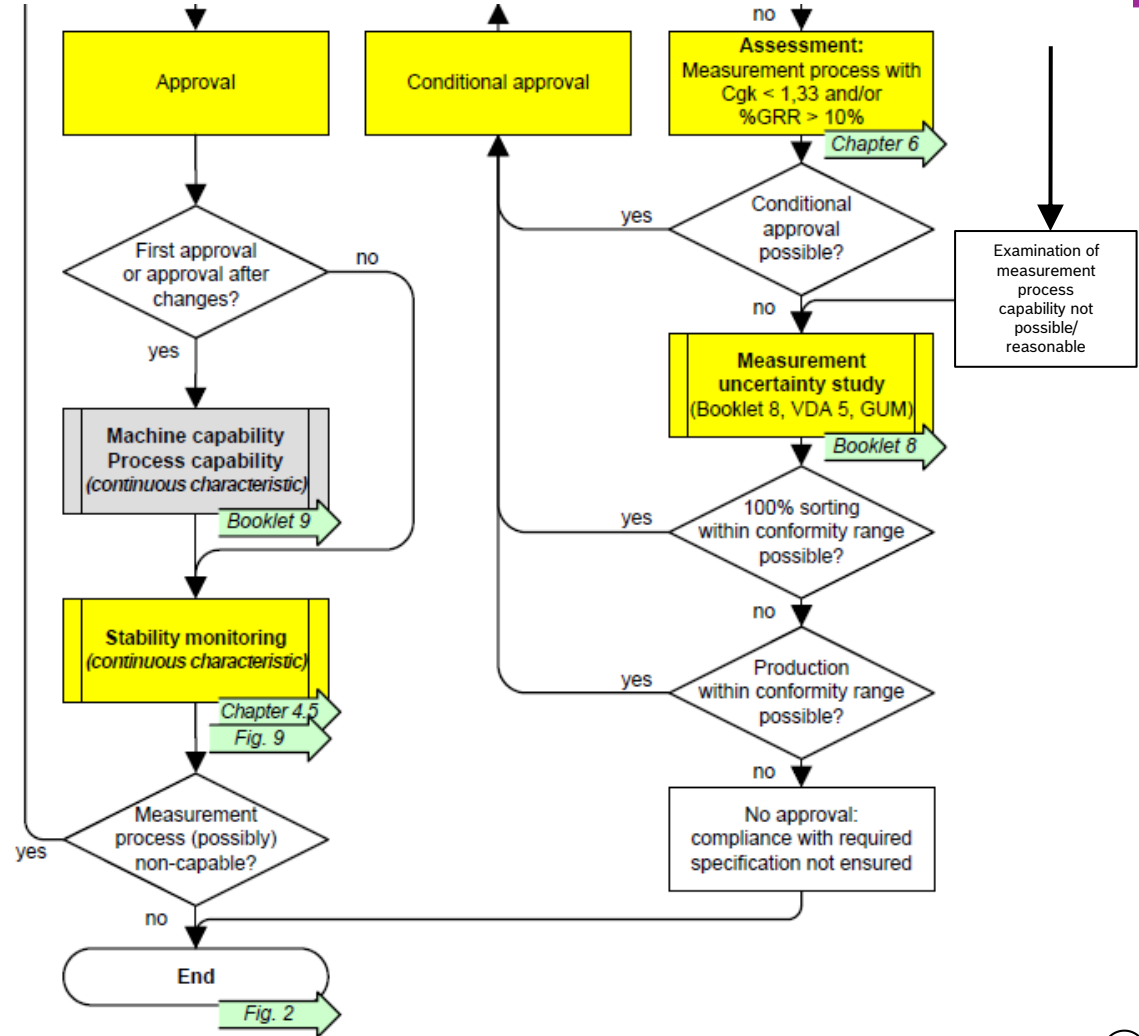 no
Approval
Conditional approval
Assessment:
Measurement process with
Cgk < 1,33 and/or
%GRR > 10%
Chapter 6
First approval
or approval after
changes?
no
yes
yes
Conditional
approval
possible?
no
Examination of
measurement
process
capability not
possible/
reasonable
Machine capability
Process capability
(continuous characteristic)
Booklet 9
Measurement
uncertainty study
(Booklet 8, VDA 5, GUM)
Booklet 8
yes
100% sorting
within conformity range
possible?
no
Stability monitoring
(continuous characteristic)
Chapter 4.5
Fig. 9
yes
Production
within conformity range
possible?
no
Measurement
process (possibly)
non-capable?
yes
no
No approval:
compliance with required
specification not ensured
End
Fig. 2